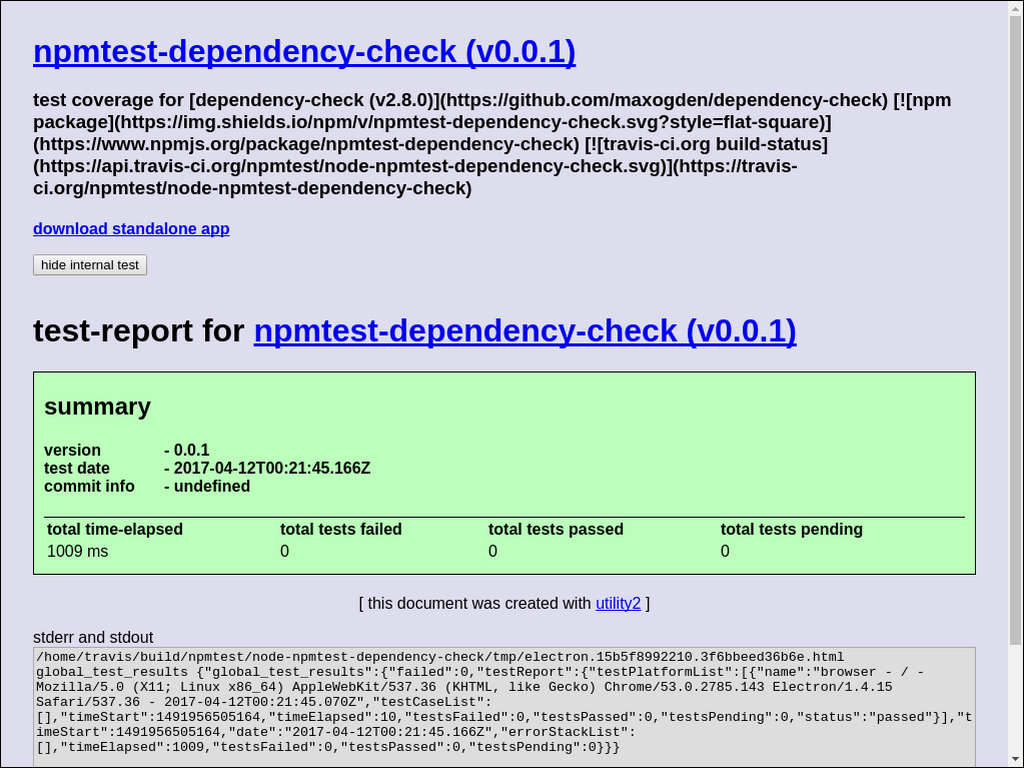 npmtest-dependency-check (v0.0.1)
test coverage for [dependency-check (v2.8.0)](https://github.com/maxogden/dependency-check) [![npm
package](https://img.shields.io/npm/v/npmtest-dependency-check.svg?style=flat-square)]
(https://www.npmjs.org/package/npmtest-dependency-check) [![travis-ci.org build-status]
(https://api.travis-ci.org/npmtest/node-npmtest-dependency-check.svg)](https://travis-
ci.org/npmtest/node-npmtest-dependency-check)
download standalone app
hide internal test
test-report for npmtest-dependency-check (v0.0.1)
summary
version - 0.0.1
test date - 2017-04-12T00:21:45.166Z
commit info - undefined
total time-elapsed total tests failed total tests passed total tests pending
1009 ms 0 0 0
[ this document was created with utility2 ]
stderr and stdout
/home/travis/build/npmtest/node-npmtest-dependency-check/tmp/electron.15b5f8992210.3f6bbeed36b6e.html
global_test_results {"global_test_results":{"failed":0,"testReport":{"testPlatformList":[{"name":"browser - / -
Mozilla/5.0 (X11; Linux x86_64) AppleWebKit/537.36 (KHTML, like Gecko) Chrome/53.0.2785.143 Electron/1.4.15
Safari/537.36 - 2017-04-12T00:21:45.070Z","testCaseList":
[],"timeStart":1491956505164,"timeElapsed":10,"testsFailed":0,"testsPassed":0,"testsPending":0,"status":"passed"}],"t
imeStart":1491956505164,"date":"2017-04-12T00:21:45.166Z","errorStackList":
[],"timeElapsed":1009,"testsFailed":0,"testsPassed":0,"testsPending":0}}}